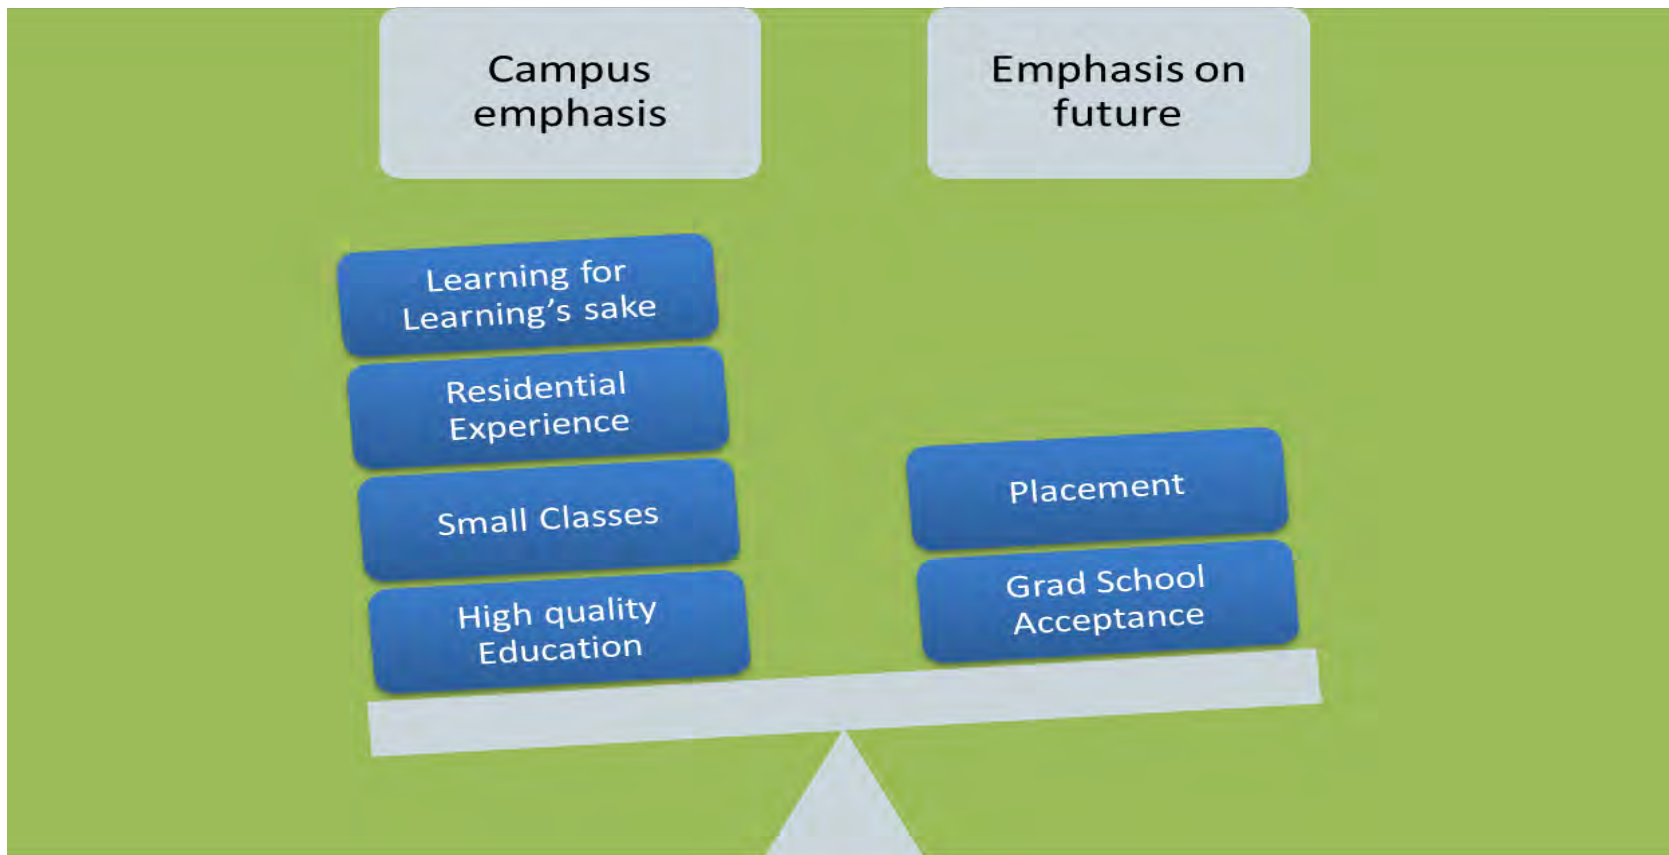 Campus
emphasis
Emphasis on
future
Learning for
Learning's sake
Residential
Experience
Small Classes
High quality
Education
Placement
Grad School
Acceptance